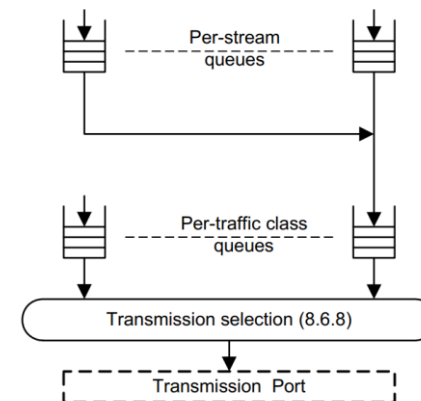 Per-stream
queues
Per-traffic class
queues
Transmission selection (8.6.8)
Transmission Port